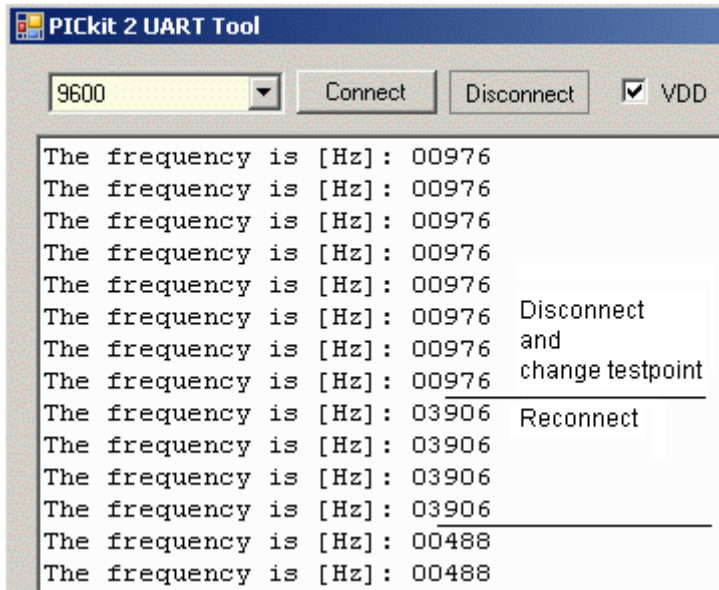 PICkit 2 UART Tool
9600 Connect Disconnect VDD
The frequency is [Hz]: 00976
The frequency is [Hz]: 00976
The frequency is [Hz]: 00976
The frequency is [Hz]: 00976
The frequency is [Hz]: 00976
The frequency is [Hz]: 00976
The frequency is [Hz]: 00976
The frequency is [Hz]: 00976
Disconnect
and
change testpoint
Reconnect
The frequency is [Hz]: 03906
The frequency is [Hz]: 03906
The frequency is [Hz]: 03906
The frequency is [Hz]: 03906
The frequency is [Hz]: 00488
The frequency is [Hz]: 00488